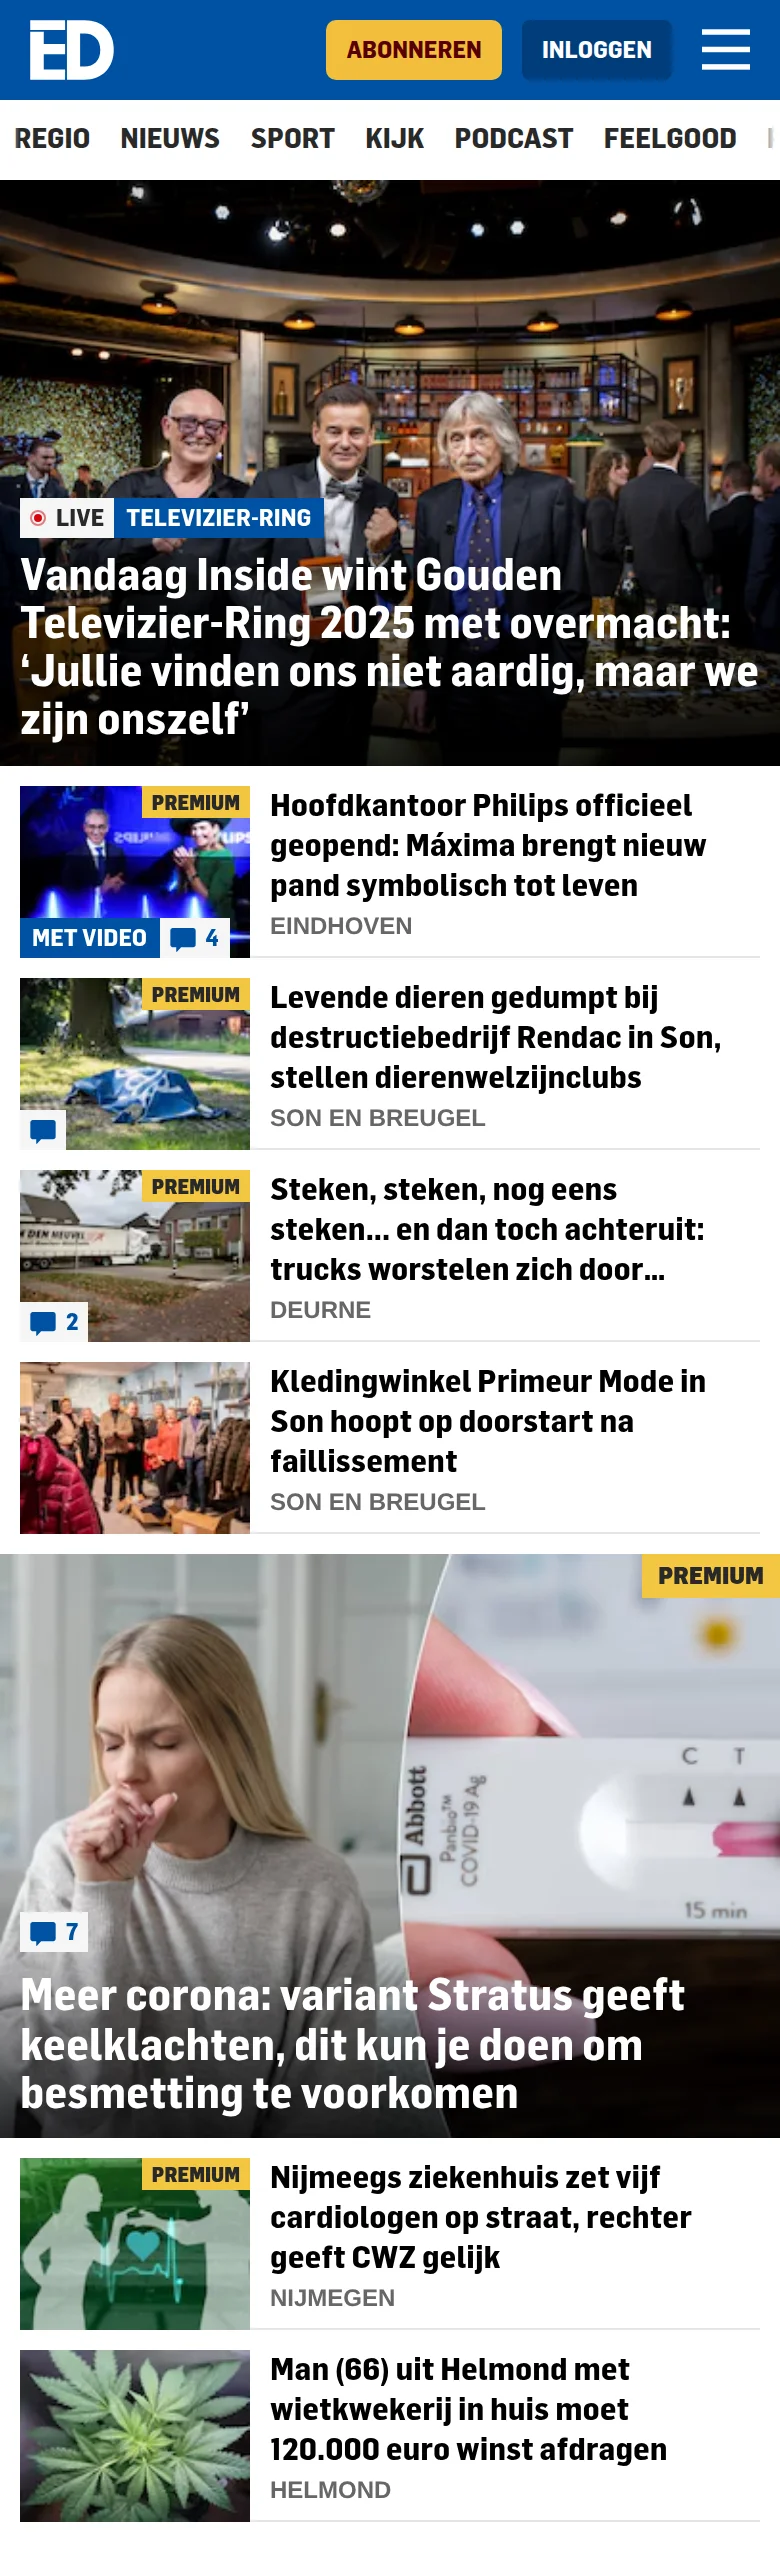 ED
ABONNEREN
INLOGGEN
REGIO NIEUWS SPORT KIJK PODCAST FEELGOOD
LIVE TELEVIZIER-RING
Vandaag Inside wint Gouden
Televizier-Ring 2025 met overmacht:
‘Jullie vinden ons niet aardig, maar we
zijn onszelf’
PREMIUM
MET VIDEO 4
Hoofdkantoor Philips officieel
geopend: Máxima brengt nieuw
pand symbolisch tot leven
EINDHOVEN
PREMIUM
Levende dieren gedumpt bij
destructiebedrijf Rendac in Son,
stellen dierenwelzijnclubs
SON EN BREUGEL
PREMIUM
DEN HEUVEL
2
Steken, steken, nog eens
steken... en dan toch achteruit:
trucks worstelen zich door...
DEURNE
Kledingwinkel Primeur Mode in
Son hoopt op doorstart na
faillissement
SON EN BREUGEL
PREMIUM
C T
Abbott
Panbio™
COVID-19 Ag
15 min
7
Meer corona: variant Stratus geeft
keelklachten, dit kun je doen om
besmetting te voorkomen
PREMIUM
Nijmeegs ziekenhuis zet vijf
cardiologen op straat, rechter
geeft CWZ gelijk
NIJMEGEN
Man (66) uit Helmond met
wietkwekerij in huis moet
120.000 euro winst afdragen
HELMOND